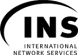 INS
INTERNATIONAL
NETWORK SERVICES